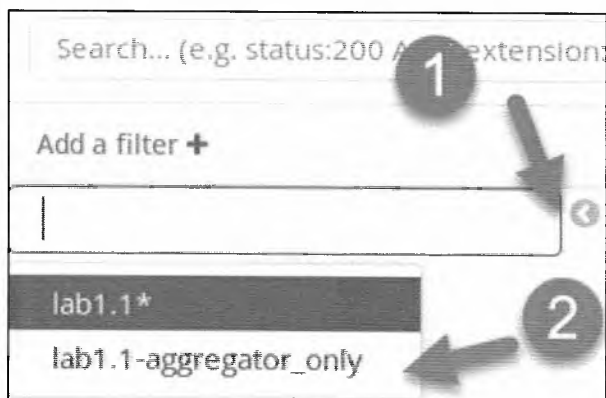 Search... (e.g. status:200 A extension:
1
Add a filter +
lab1.1*
lab1.1-aggregator_only
2